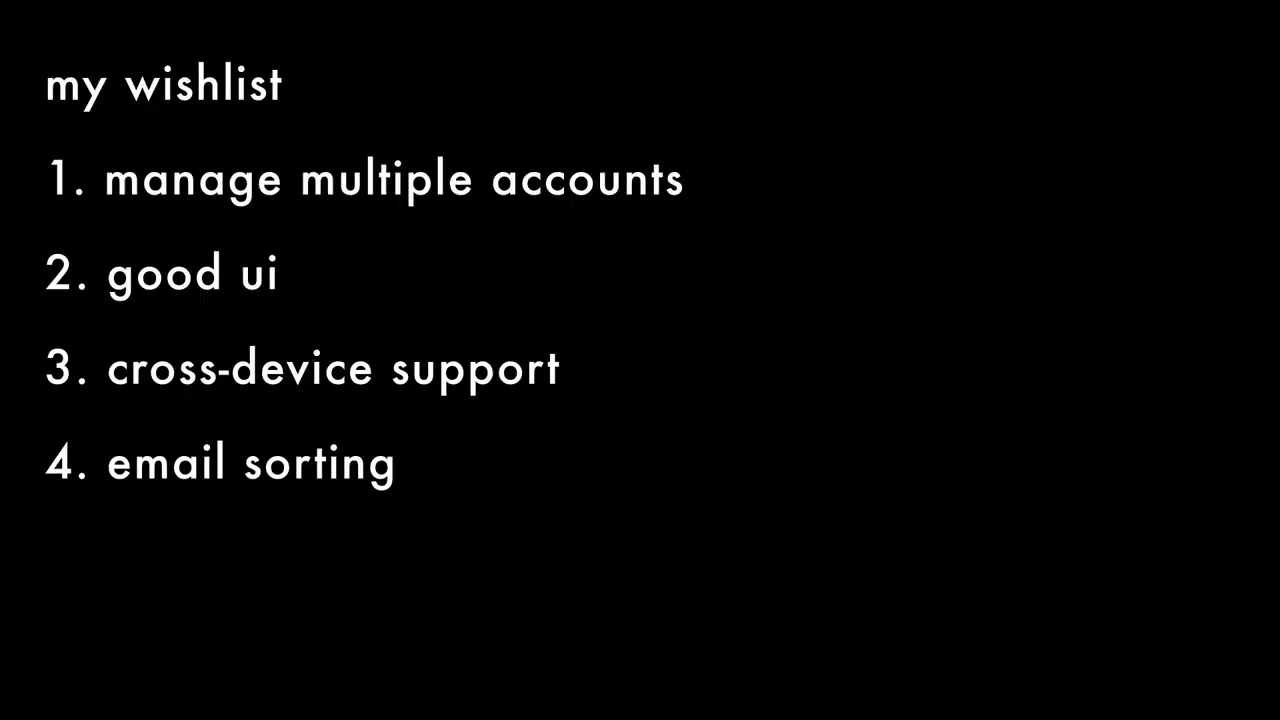 my wishlist
1. manage multiple accounts
2. good ui
3. cross-device support
4. email sorting